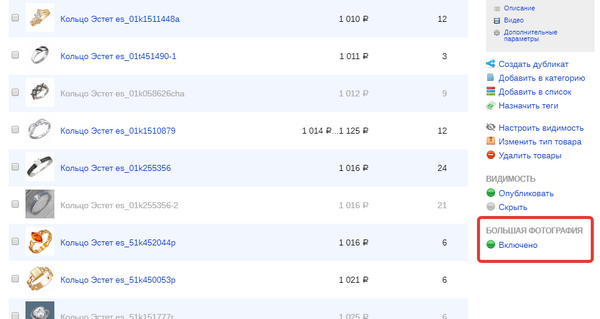 Кольцо Эстет es_01k1511448a 1 010 ₽ 12
Кольцо Эстет es_01t451490-1 1 011 ₽ 3
Кольцо Эстет es_01k058626cha 1 012 ₽ 9
Кольцо Эстет es_01k1510879 1 014 ₽...1 125 ₽ 12
Кольцо Эстет es_01k255356 1 016 ₽ 24
Кольцо Эстет es_01k255356-2 1 016 ₽ 21
Кольцо Эстет es_51k452044p 1 016 ₽ 6
Кольцо Эстет es_51k450053p 1 021 ₽ 6
Кольцо Эстет es_51k151777r 1 025 ₽ 6
Описание
Видео
Дополнительные
параметры
Создать дубликат
Добавить в категорию
Добавить в список
Назначить теги
Настроить видимость
Изменить тип товара
Удалить товары
ВИДИМОСТЬ
Опубликовать
Скрыть
БОЛЬШАЯ ФОТОГРАФИЯ
Включено